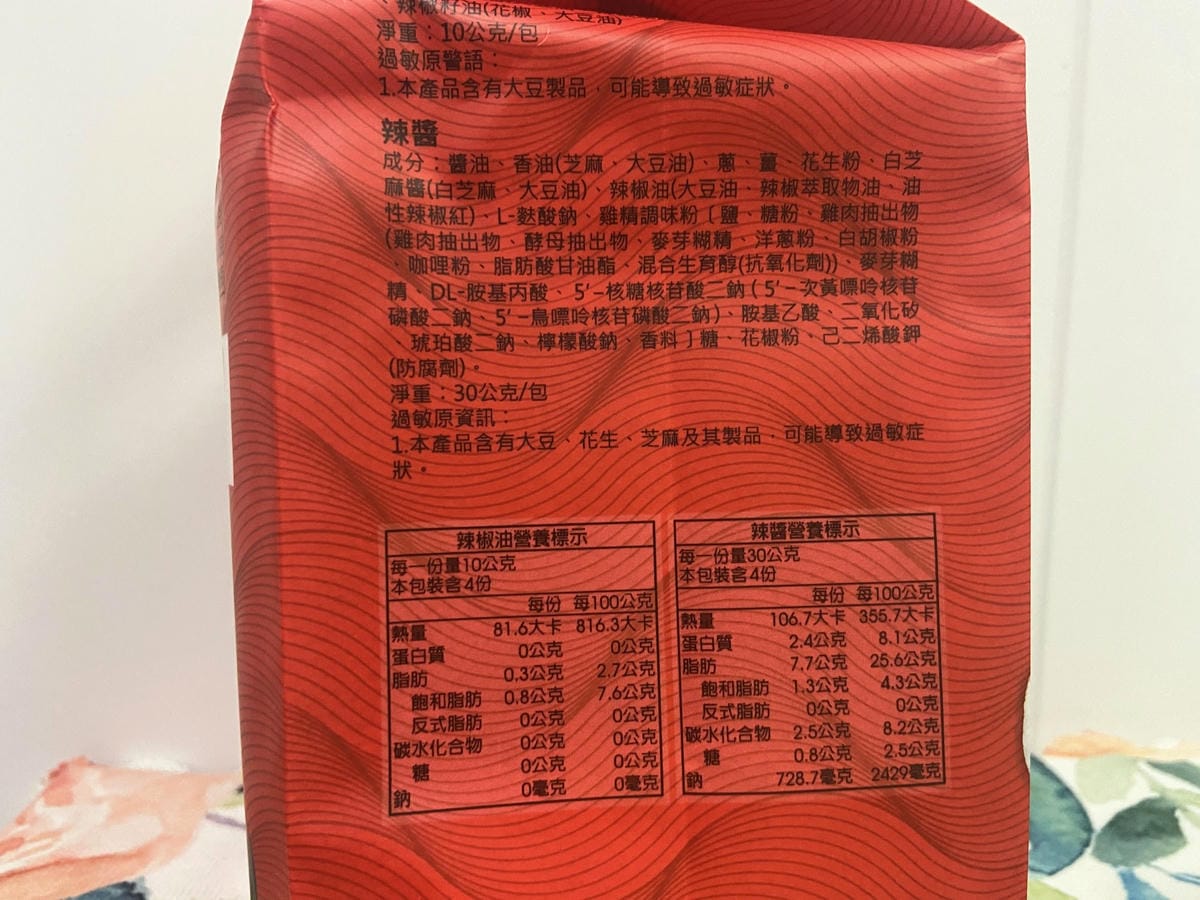 、辣椒籽油(花椒、大豆油)
淨重：10公克/包
過敏原警語：
1.本產品含有大豆製品，可能導致過敏症狀。
辣醬
成分：醬油、香油(芝麻、大豆油)、蔥、薑、花生粉、白芝
麻醬(白芝麻、大豆油)、辣椒油(大豆油、辣椒萃取物油、油
性辣椒紅)、L-麩酸鈉、雞精調味粉〔鹽、糖粉、雞肉抽出物
(雞肉抽出物、酵母抽出物、麥芽糊精、洋蔥粉、白胡椒粉
、咖哩粉、脂肪酸甘油酯、混合生育醇(抗氧化劑))、麥芽糊
精、DL-胺基丙酸、5'-核糖核苷酸二鈉(5'-次黃嘌呤核苷
磷酸二鈉、5'-鳥嘌呤核苷磷酸二鈉)、胺基乙酸、二氧化矽
、琥珀酸二鈉、檸檬酸鈉、香料〕糖、花椒粉、己二烯酸鉀
(防腐劑)。
淨重：30公克/包
過敏原資訊：
1.本產品含有大豆、花生、芝麻及其製品，可能導致過敏症
狀。
辣椒油營養標示
每一份量10公克
本包裝含4份
每份 每100公克
熱量 81.6大卡 816.3大卡
蛋白質 0公克 0公克
脂肪 0.3公克 2.7公克
飽和脂肪 0.8公克 7.6公克
反式脂肪 0公克 0公克
碳水化合物 0公克 0公克
糖 0公克 0公克
鈉 0毫克 0毫克
辣醬營養標示
每一份量30公克
本包裝含4份
每份 每100公克
熱量 106.7大卡 355.7大卡
蛋白質 2.4公克 8.1公克
脂肪 7.7公克 25.6公克
飽和脂肪 1.3公克 4.3公克
反式脂肪 0公克 0公克
碳水化合物 2.5公克 8.2公克
糖 0.8公克 2.5公克
鈉 728.7毫克 2429毫克